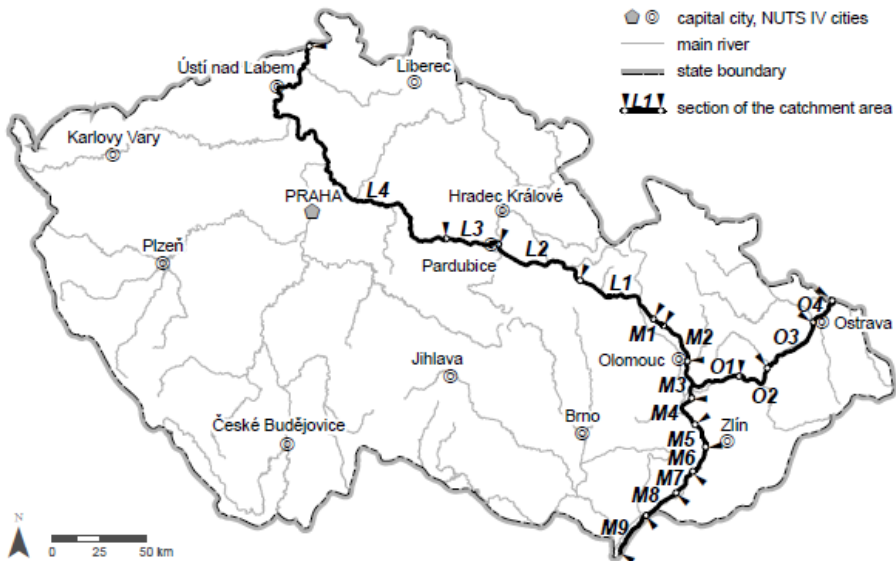 capital city, NUTS IV cities
main river
state boundary
L1 section of the catchment area
Ústí nad Labem
Liberec
Karlovy Vary
PRAHA
L4
Hradec Králové
Plzeň
L3
L2
Pardubice
L1
O4
Ostrava
M1
M2
O3
Olomouc
O1
Jihlava
M3
O2
M4
České Budějovice
Brno
Zlín
M5
M6
M7
M8
M9
N
0 25 50 km